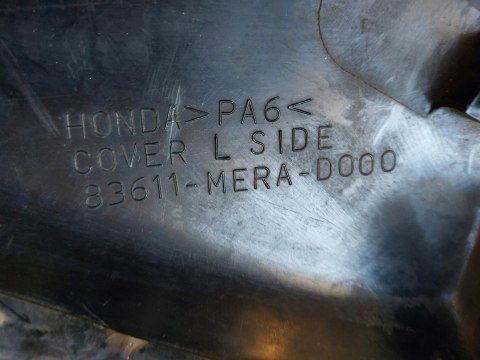 HONDA>PA6<
COVER L SIDE
83611-MERA-D000